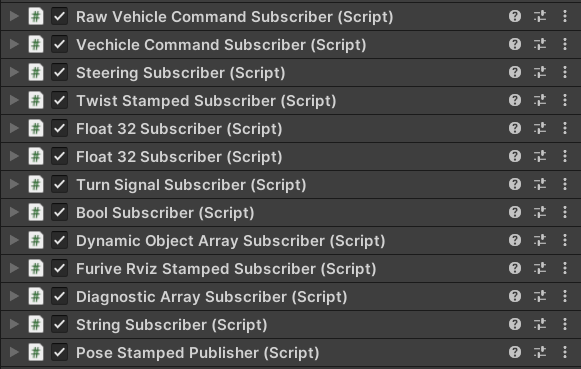 Raw Vehicle Command Subscriber (Script)
Vechicle Command Subscriber (Script)
Steering Subscriber (Script)
Twist Stamped Subscriber (Script)
Float 32 Subscriber (Script)
Float 32 Subscriber (Script)
Turn Signal Subscriber (Script)
Bool Subscriber (Script)
Dynamic Object Array Subscriber (Script)
Furive Rviz Stamped Subscriber (Script)
Diagnostic Array Subscriber (Script)
String Subscriber (Script)
Pose Stamped Publisher (Script)